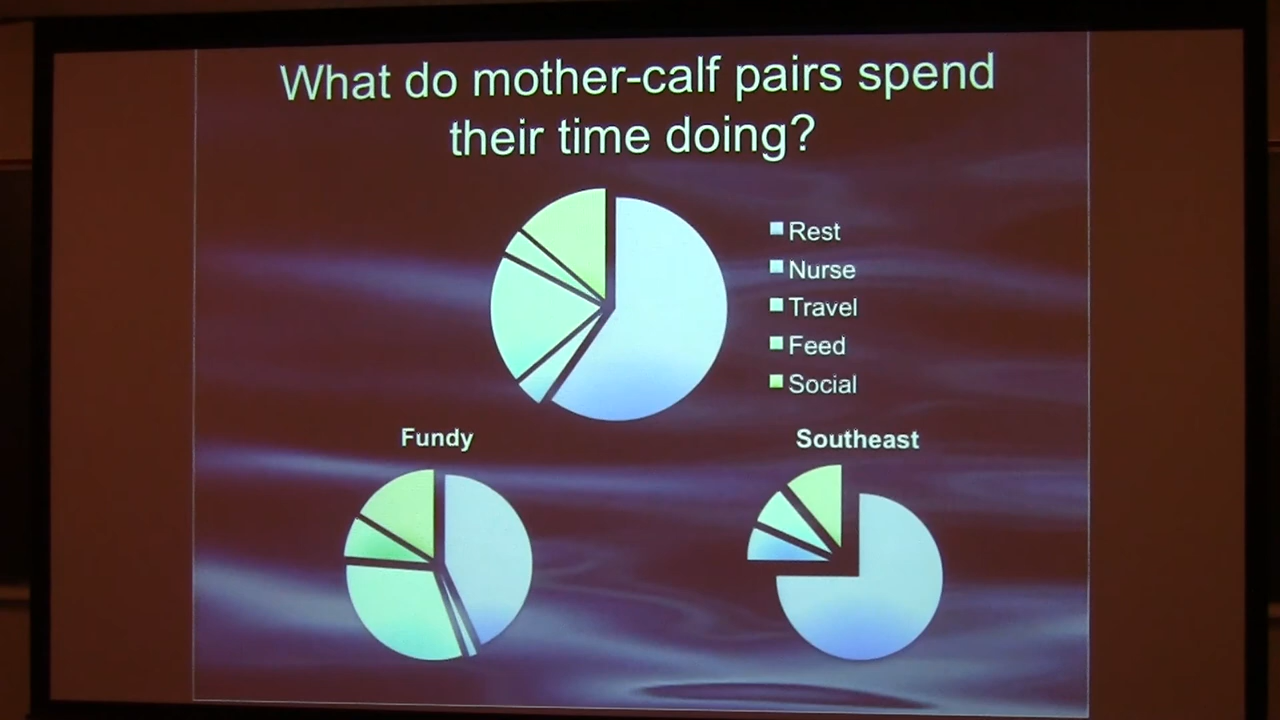 What do mother-calf pairs spend
their time doing?
Rest
Nurse
Travel
Feed
Social
Fundy
Southeast